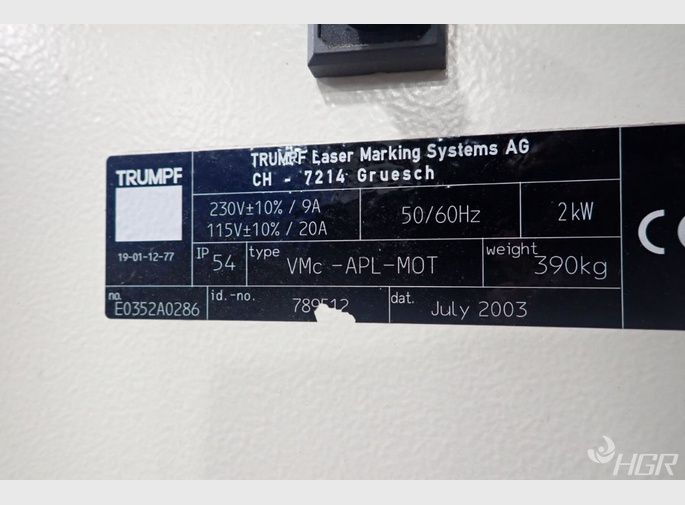 TRUMPF
TRUMPF Laser Marking Systems AG
CH - 7214 Gruesch
230V±10% / 9A
115V±10% / 20A
50/60Hz
2kW
19-01-12-77
IP 54
type VMc -APL-MOT
weight 390kg
no. E0352A0286
id.-no. 789512
dat. July 2003
CE
HGR